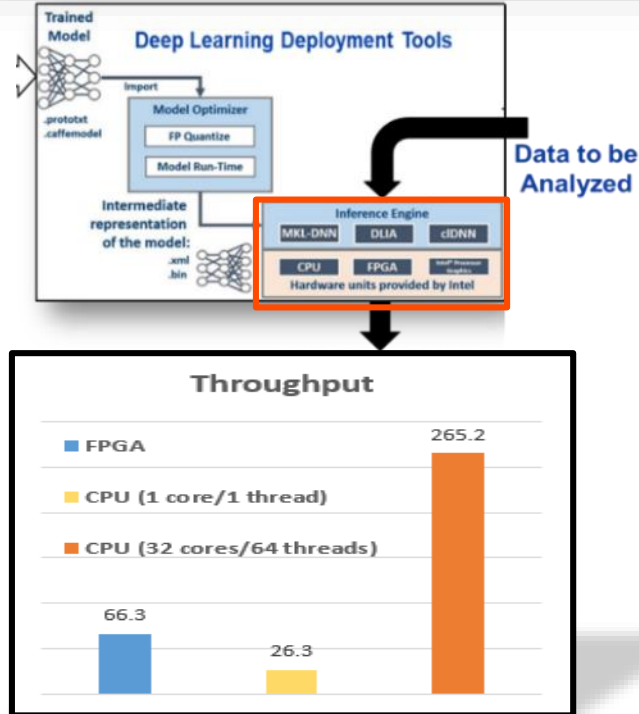 Trained
Model
Deep Learning Deployment Tools
Import
.prototxt
.caffemodel
Model Optimizer
FP Quantize
Model Run-Time
Data to be
Analyzed
Intermediate
representation
of the model:
.xml
.bin
Inference Engine
MKL-DNN DLIA clDNN
CPU FPGA Intel® Processor
Graphics
Hardware units provided by Intel
Throughput
FPGA
CPU (1 core/1 thread)
CPU (32 cores/64 threads)
66.3
26.3
265.2